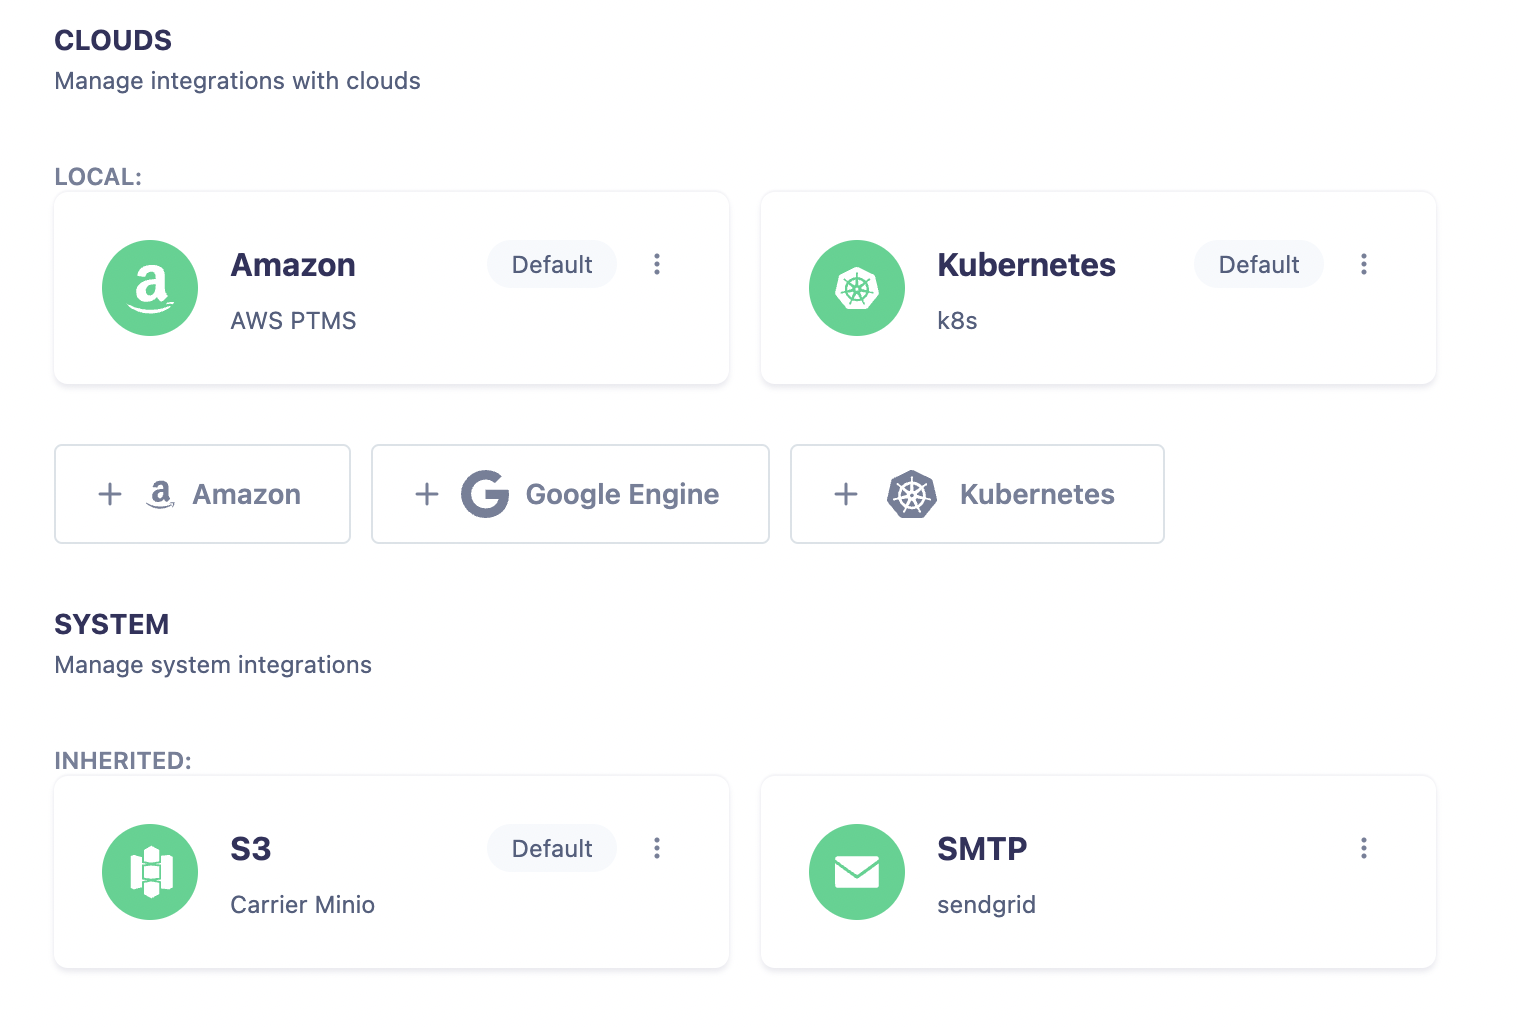 CLOUDS
Manage integrations with clouds
LOCAL:
Amazon
Default
AWS PTMS
Kubernetes
Default
k8s
+ Amazon
+ Google Engine
+ Kubernetes
SYSTEM
Manage system integrations
INHERITED:
S3
Default
Carrier Minio
SMTP
sendgrid